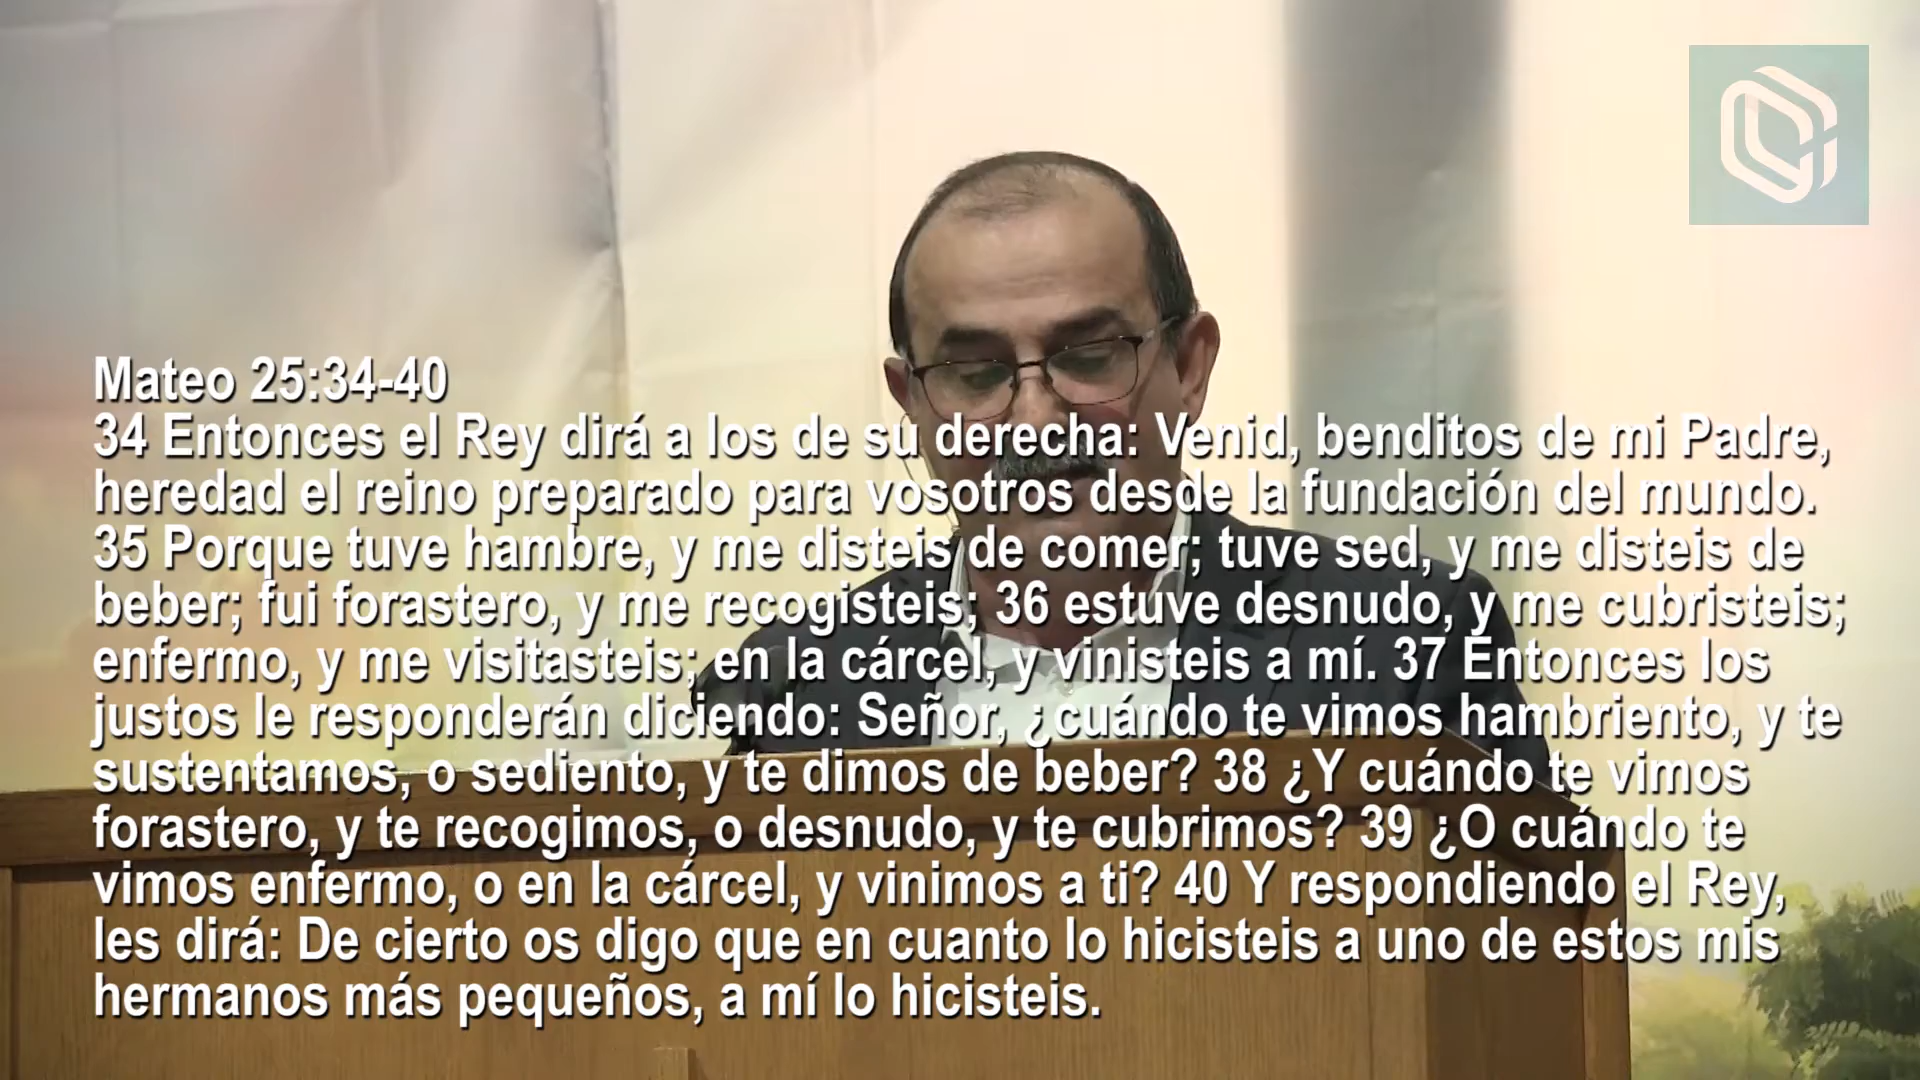 Mateo 25:34-40
34 Entonces el Rey dirá a los de su derecha: Venid, benditos de mi Padre,
heredad el reino preparado para vosotros desde la fundación del mundo.
35 Porque tuve hambre, y me disteis de comer; tuve sed, y me disteis de
beber; fui forastero, y me recogisteis; 36 estuve desnudo, y me cubristeis;
enfermo, y me visitasteis; en la cárcel, y vinisteis a mí. 37 Entonces los
justos le responderán diciendo: Señor, ¿cuándo te vimos hambriento, y te
sustentamos, o sediento, y te dimos de beber? 38 ¿Y cuándo te vimos
forastero, y te recogimos, o desnudo, y te cubrimos? 39 ¿O cuándo te
vimos enfermo, o en la cárcel, y vinimos a ti? 40 Y respondiendo el Rey,
les dirá: De cierto os digo que en cuanto lo hicisteis a uno de estos mis
hermanos más pequeños, a mí lo hicisteis.